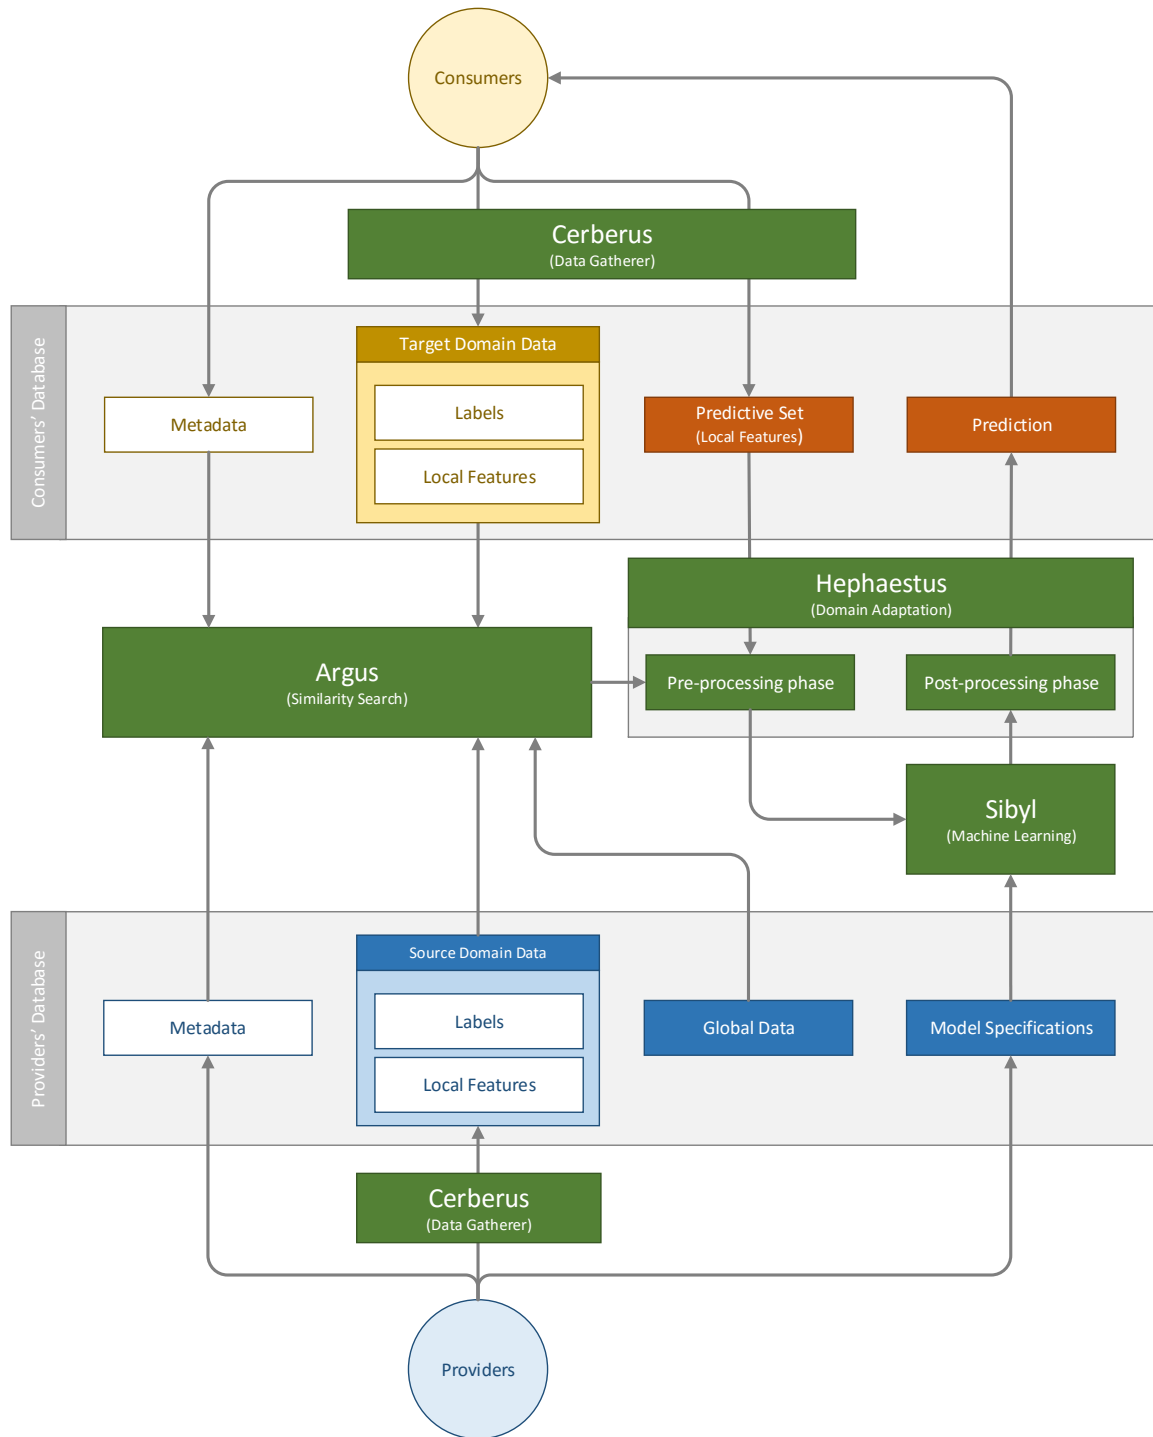 Consumers
Cerberus
(Data Gatherer)
Consumers' Database
Target Domain Data
Labels
Local Features
Metadata
Predictive Set
(Local Features)
Prediction
Hephaestus
(Domain Adaptation)
Argus
(Similarity Search)
Pre-processing phase
Post-processing phase
Sibyl
(Machine Learning)
Providers' Database
Source Domain Data
Labels
Local Features
Metadata
Global Data
Model Specifications
Cerberus
(Data Gatherer)
Providers